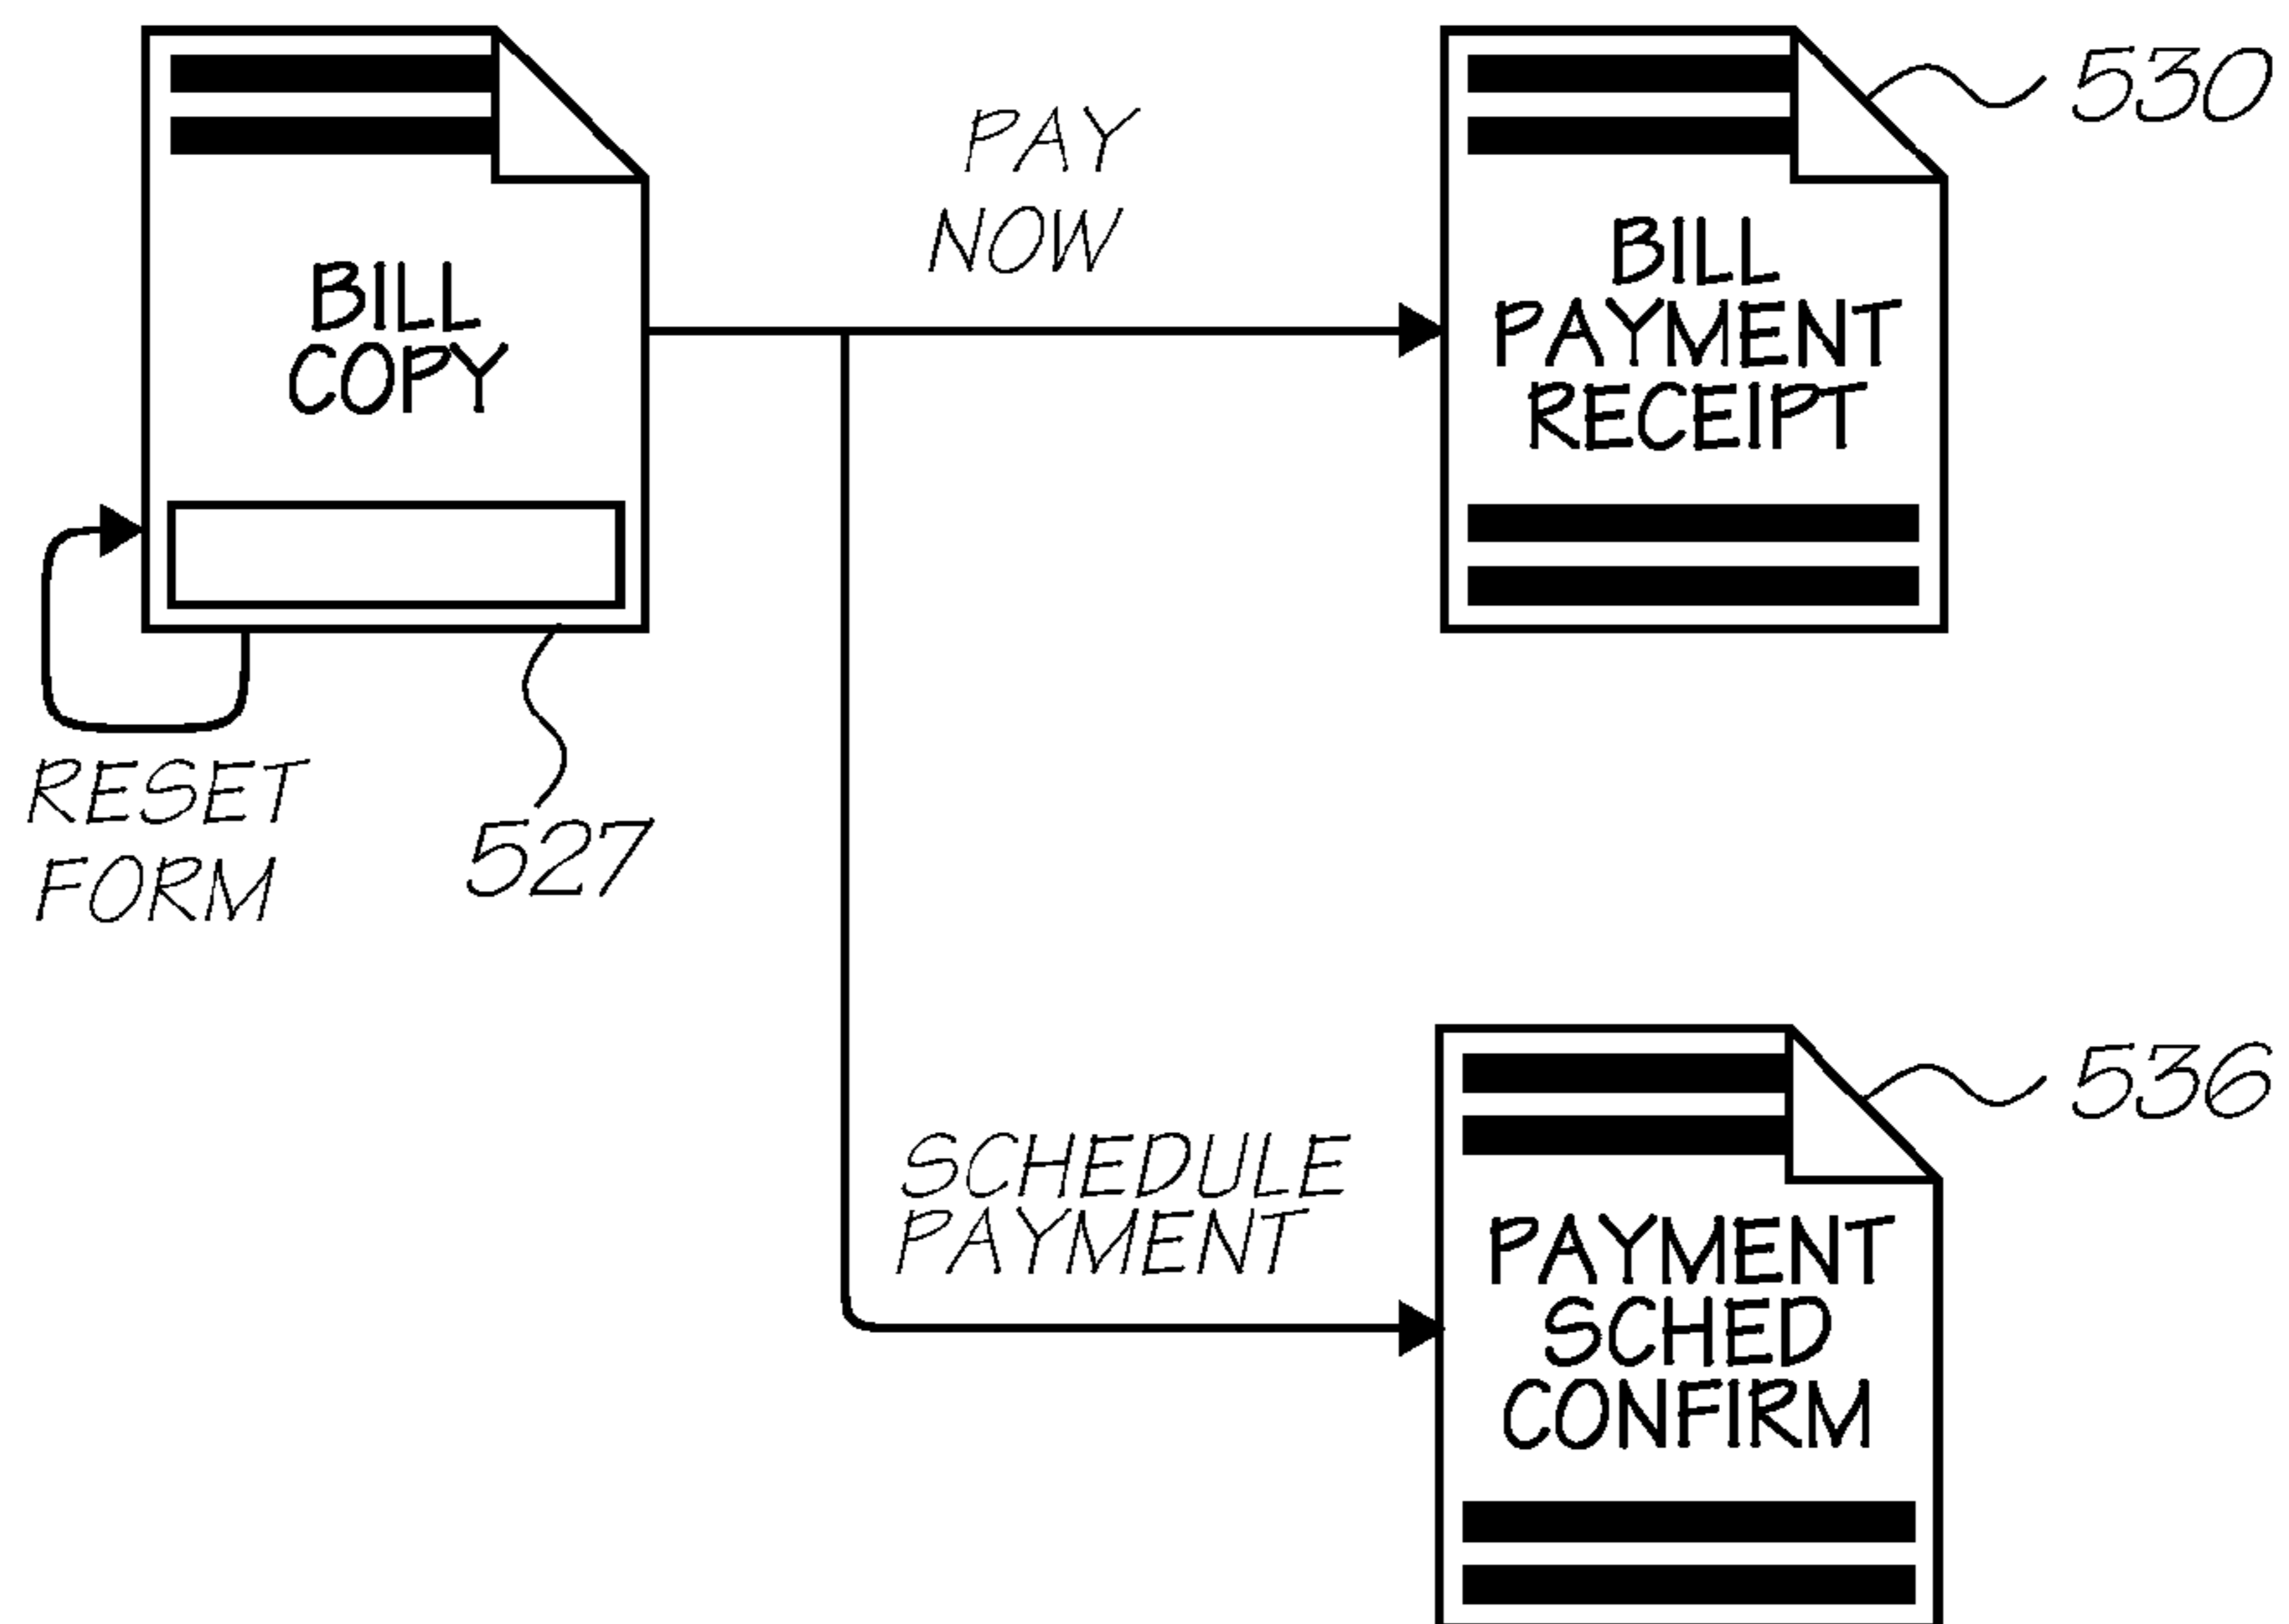 BILL
COPY
PAY
NOW
BILL
PAYMENT
RECEIPT
530
RESET
FORM
527
SCHEDULE
PAYMENT
PAYMENT
SCHED
CONFIRM
536